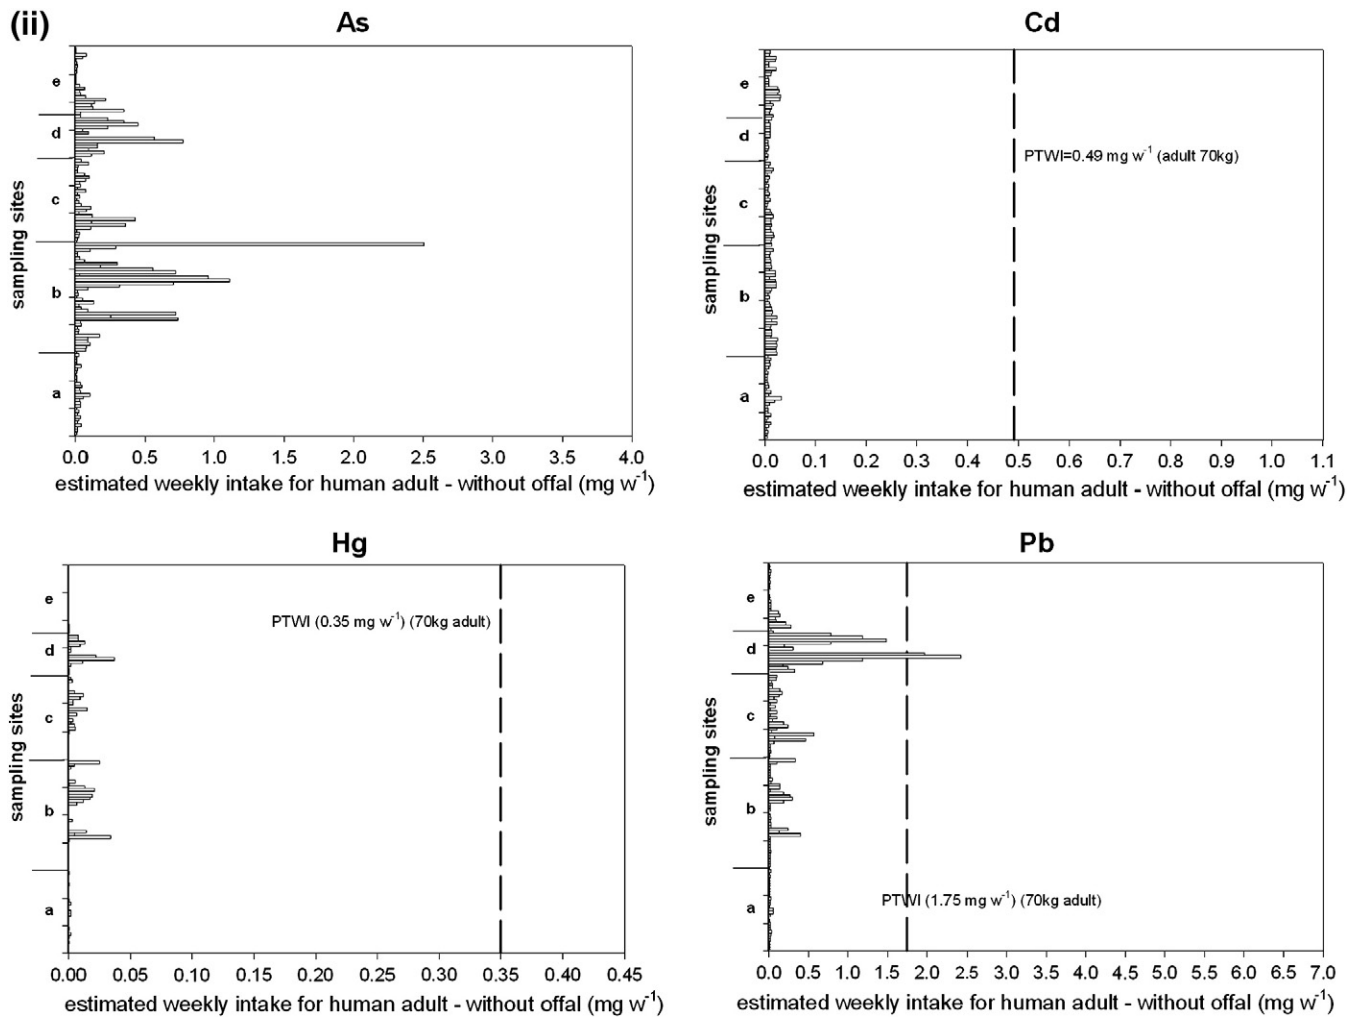 (ii)
As
sampling sites
e
d
c
b
a
0.0 0.5 1.0 1.5 2.0 2.5 3.0 3.5 4.0
estimated weekly intake for human adult - without offal (mg w⁻¹)
Cd
sampling sites
e
d
c
b
a
PTWI=0.49 mg w⁻¹ (adult 70kg)
0.0 0.1 0.2 0.3 0.4 0.5 0.6 0.7 0.8 0.9 1.0 1.1
estimated weekly intake for human adult - without offal (mg w⁻¹)
Hg
sampling sites
e
d
c
b
a
PTWI (0.35 mg w⁻¹) (70kg adult)
0.00 0.05 0.10 0.15 0.20 0.25 0.30 0.35 0.40 0.45
estimated weekly intake for human adult - without offal (mg w⁻¹)
Pb
sampling sites
e
d
c
b
a
PTWI (1.75 mg w⁻¹) (70kg adult)
0.0 0.5 1.0 1.5 2.0 2.5 3.0 3.5 4.0 4.5 5.0 5.5 6.0 6.5 7.0
estimated weekly intake for human adult - without offal (mg w⁻¹)